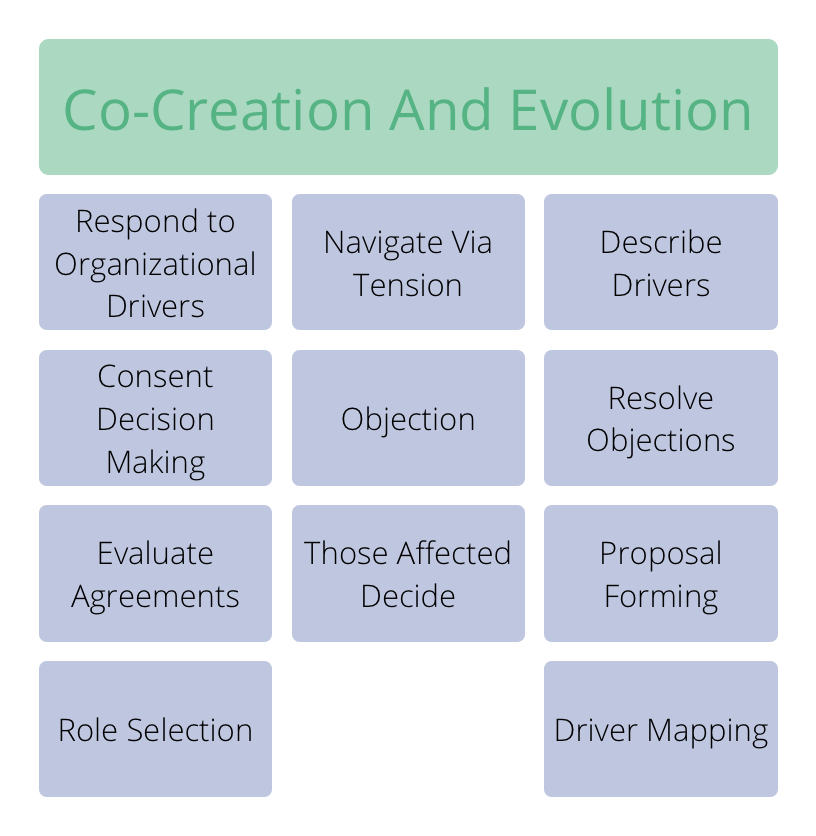 Co-Creation And Evolution
Respond to
Organizational
Drivers
Navigate Via
Tension
Describe
Drivers
Consent
Decision
Making
Objection
Resolve
Objections
Evaluate
Agreements
Those Affected
Decide
Proposal
Forming
Role Selection
Driver Mapping